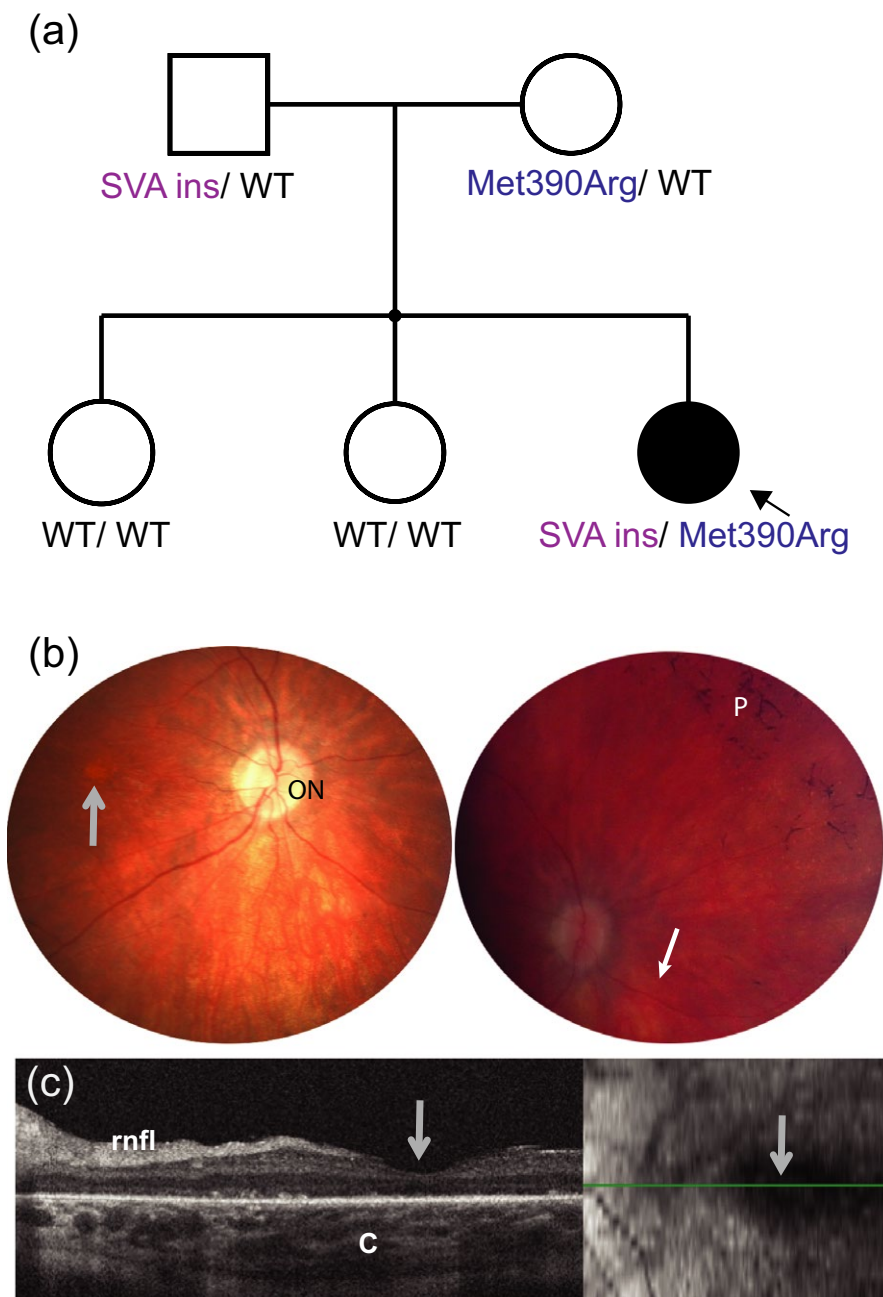 (a)
SVA ins/ WT
Met390Arg/ WT
WT/ WT
WT/ WT
SVA ins/ Met390Arg
(b)
ON
P
(c)
rnfl
C